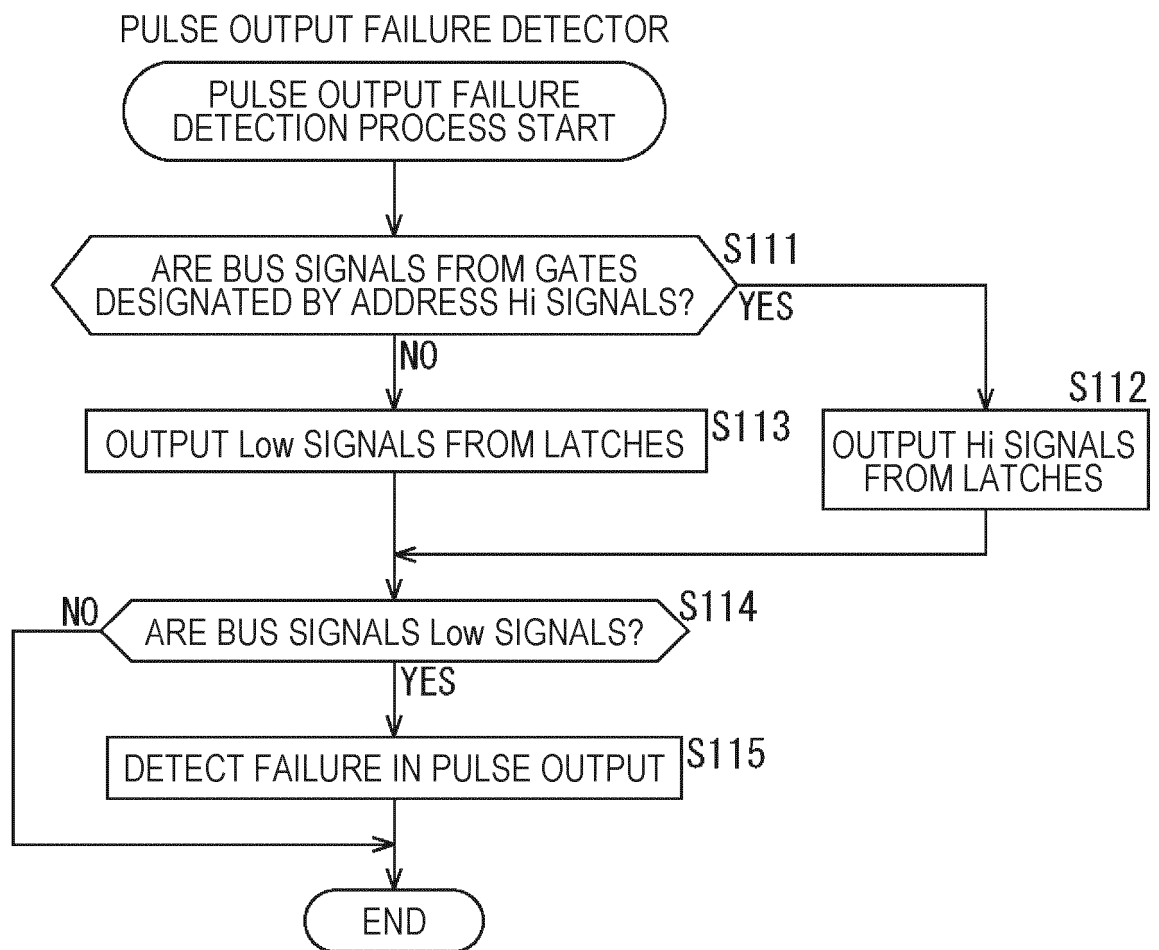 PULSE OUTPUT FAILURE DETECTOR
PULSE OUTPUT FAILURE
DETECTION PROCESS START
S111
ARE BUS SIGNALS FROM GATES
DESIGNATED BY ADDRESS Hi SIGNALS?
YES
NO
S112
OUTPUT Hi SIGNALS
FROM LATCHES
S113
OUTPUT Low SIGNALS FROM LATCHES
S114
NO
ARE BUS SIGNALS Low SIGNALS?
YES
S115
DETECT FAILURE IN PULSE OUTPUT
END